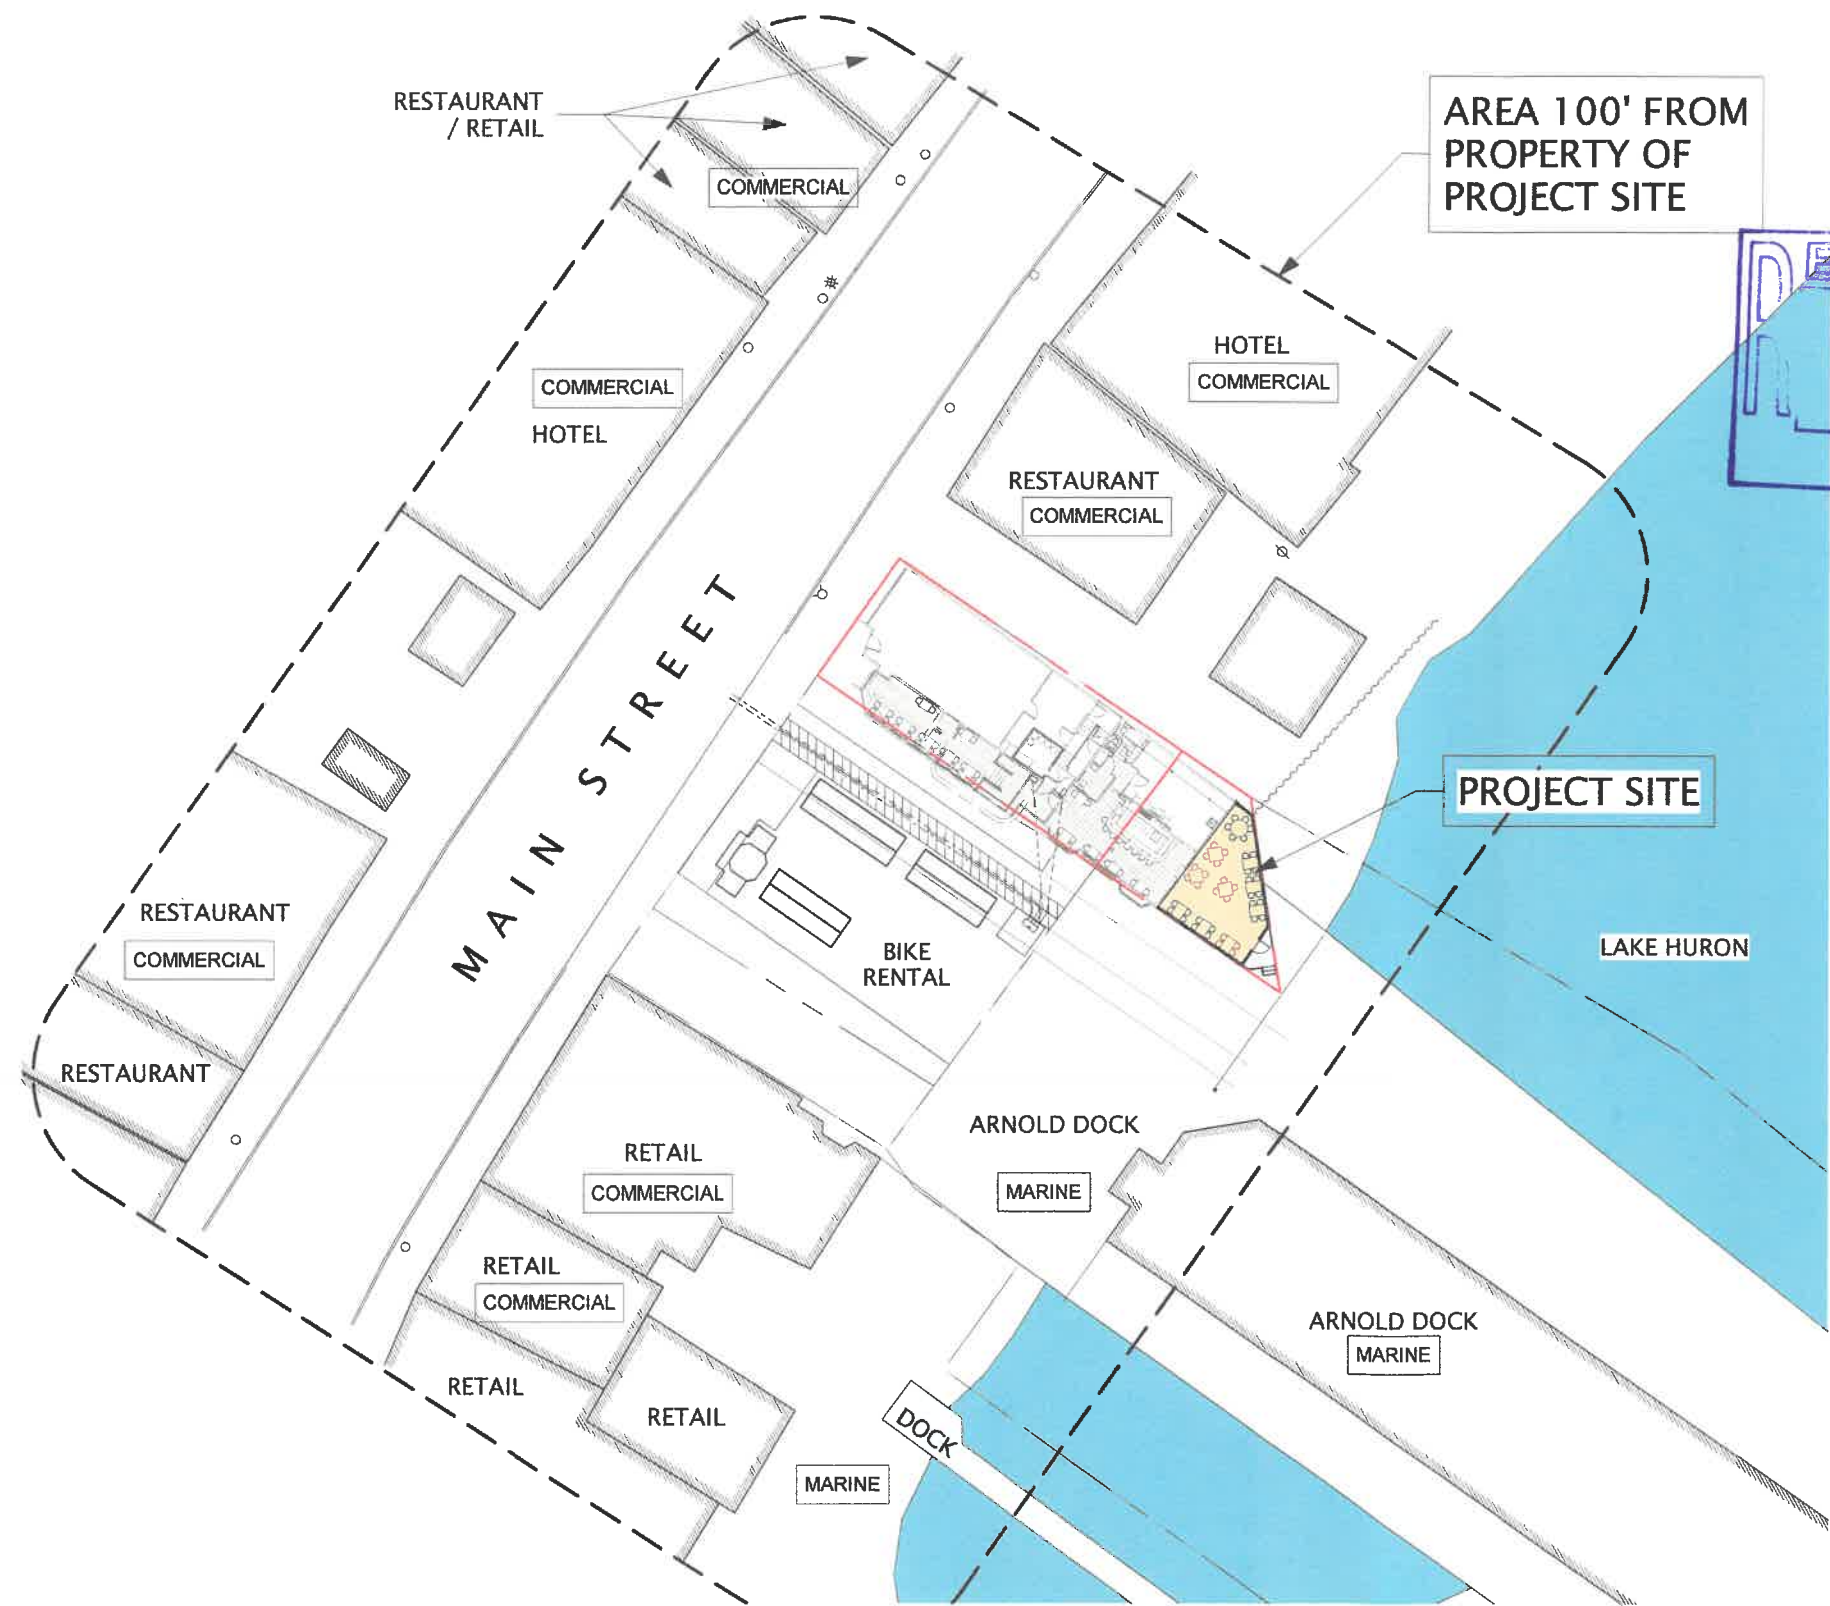 RESTAURANT
/ RETAIL
COMMERCIAL
AREA 100' FROM
PROPERTY OF
PROJECT SITE
HOTEL
COMMERCIAL
COMMERCIAL
HOTEL
RESTAURANT
COMMERCIAL
MAIN STREET
PROJECT SITE
RESTAURANT
COMMERCIAL
BIKE
RENTAL
LAKE HURON
RESTAURANT
ARNOLD DOCK
MARINE
RETAIL
COMMERCIAL
RETAIL
COMMERCIAL
ARNOLD DOCK
MARINE
RETAIL
RETAIL
DOCK
MARINE